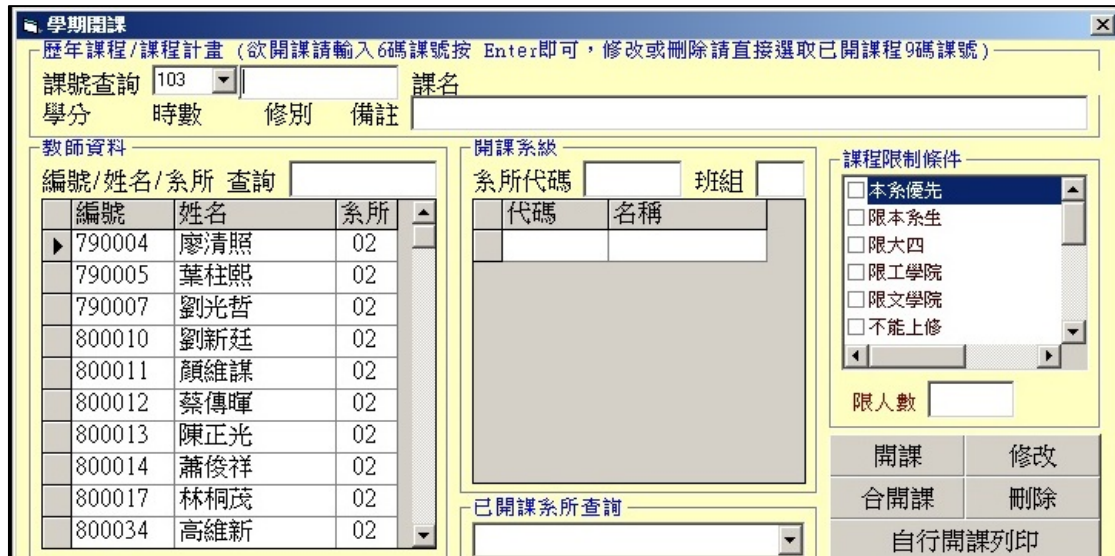 學期開課
歷年課程/課程計畫 (欲開課請輸入6碼課號按 Enter即可，修改或刪除請直接選取已開課程9碼課號)
課號查詢 103 課名
學分 時數 修別 備註
教師資料
編號/姓名/系所 查詢
編號 姓名 系所
790004 廖清照 02
790005 葉柱熙 02
790007 劉光哲 02
800010 劉新廷 02
800011 顏維謀 02
800012 蔡傳暉 02
800013 陳正光 02
800014 蕭俊祥 02
800017 林桐茂 02
800034 高維新 02
開課系級
系所代碼 班組
代碼 名稱
已開課系所查詢
課程限制條件
本系優先
限本系生
限大四
限工學院
限文學院
不能上修
限人數
開課 修改
合開課 刪除
自行開課列印